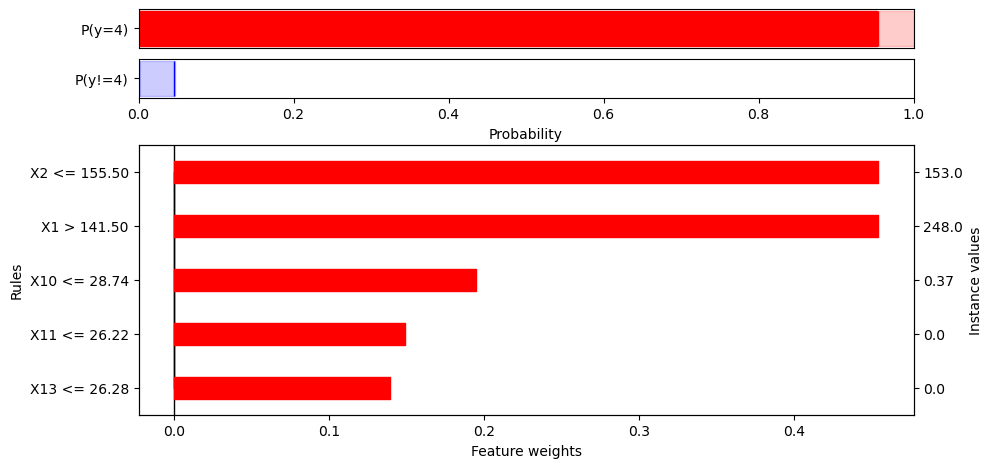 P(y=4)
P(y!=4)
0.0 0.2 0.4 0.6 0.8 1.0
Probability
X2 <= 155.50 153.0
X1 > 141.50 248.0
X10 <= 28.74 0.37
X11 <= 26.22 0.0
X13 <= 26.28 0.0
Rules
Instance values
0.0 0.1 0.2 0.3 0.4
Feature weights